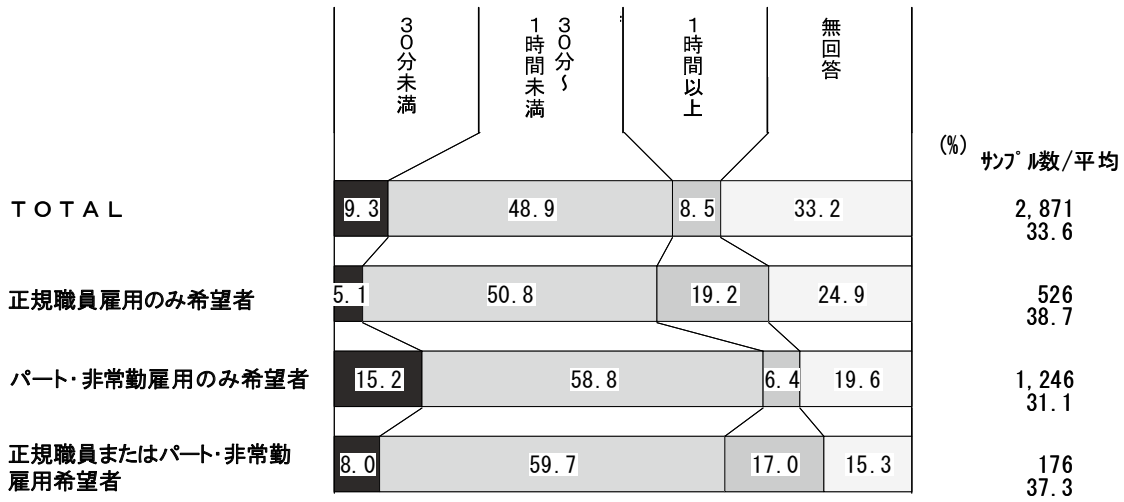 30分未満
30分～
1時間未満
1時間以上
無回答
(%)
ｻﾝﾌﾟﾙ数/平均
ＴＯＴＡＬ
9.3
48.9
8.5
33.2
2,871
33.6
正規職員雇用のみ希望者
5.1
50.8
19.2
24.9
526
38.7
パート・非常勤雇用のみ希望者
15.2
58.8
6.4
19.6
1,246
31.1
正規職員またはパート・非常勤
雇用希望者
8.0
59.7
17.0
15.3
176
37.3